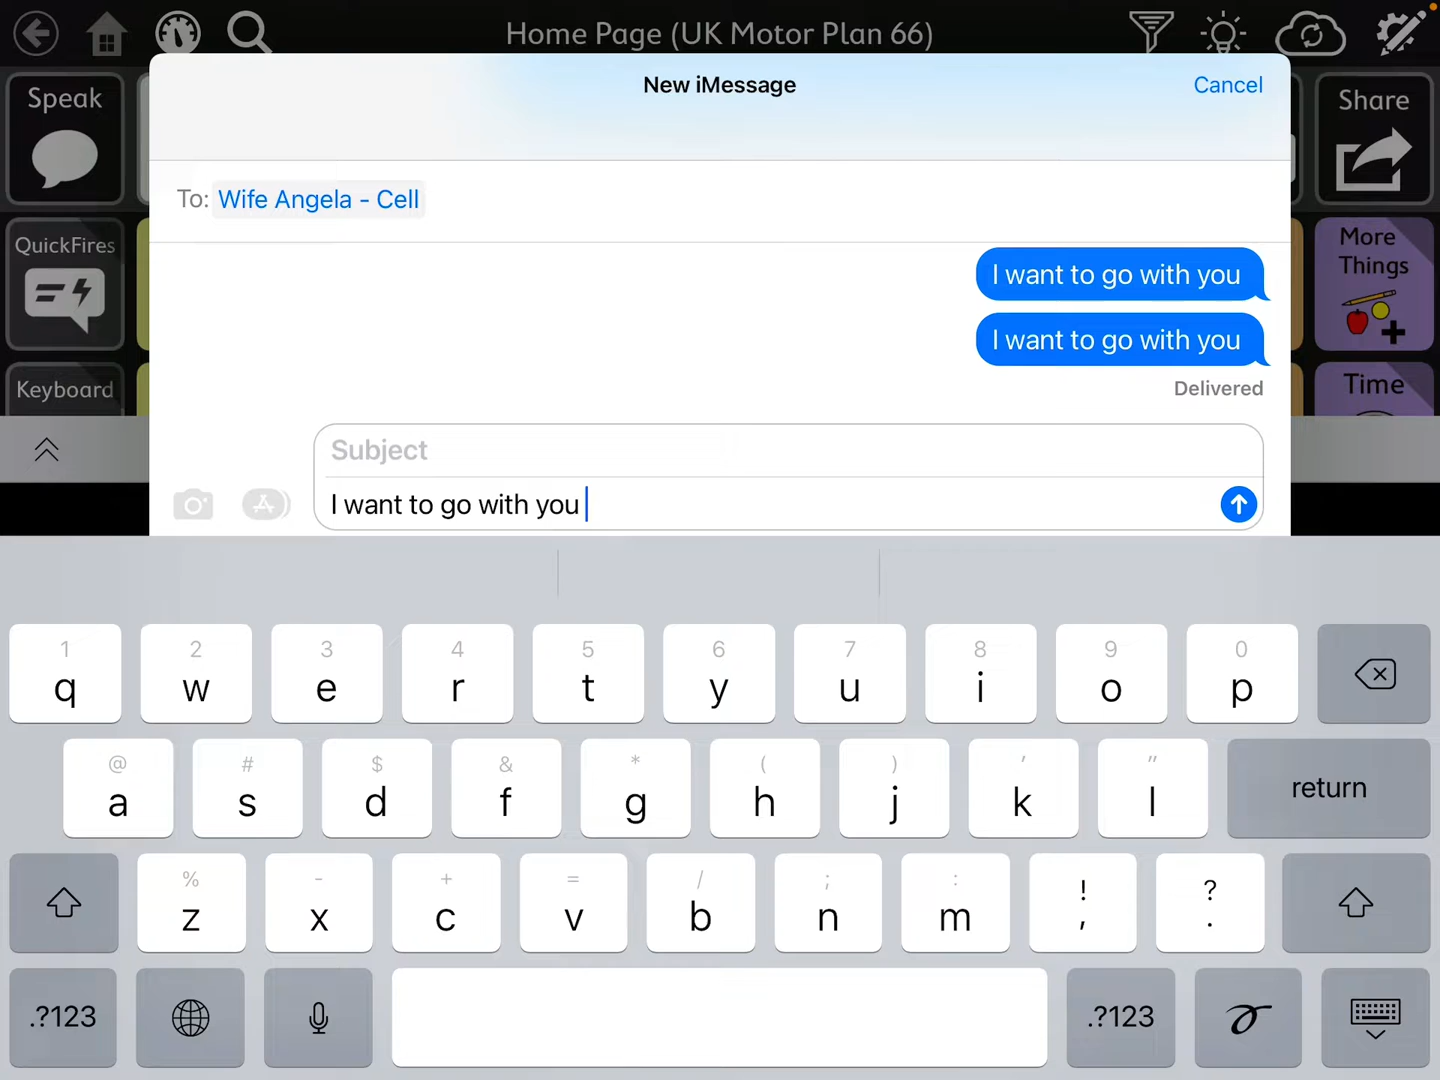 Home Page (UK Motor Plan 66)
Speak
New iMessage
Cancel
Share
To: Wife Angela - Cell
QuickFires
More
Things
I want to go with you
I want to go with you
Delivered
Keyboard
Time
Subject
I want to go with you
1 2 3 4 5 6 7 8 9 0
q w e r t y u i o p
@ # $ & * ( ) ' "
a s d f g h j k l return
% - + = / ; : ! ?
z x c v b n m , .
.?123 .?123